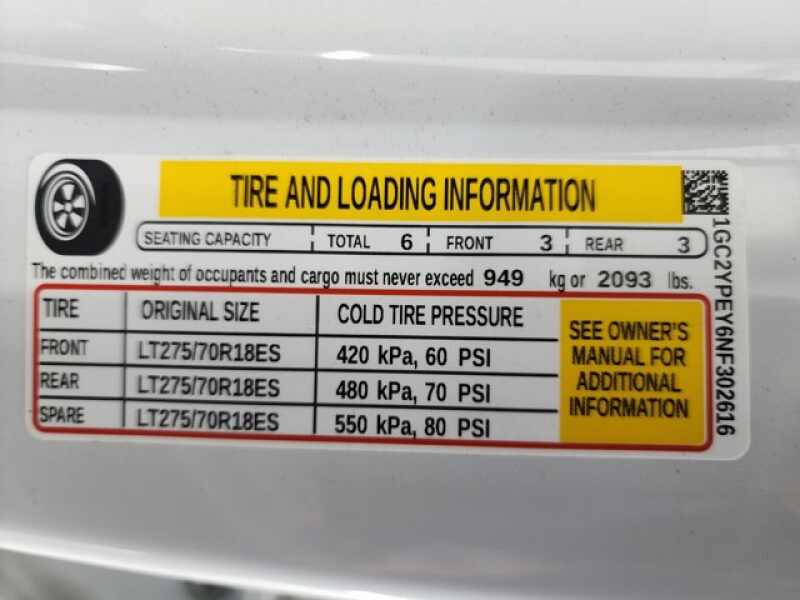 TIRE AND LOADING INFORMATION
SEATING CAPACITY TOTAL 6 FRONT 3 REAR 3
The combined weight of occupants and cargo must never exceed 949 kg or 2093 lbs.
TIRE ORIGINAL SIZE COLD TIRE PRESSURE
FRONT LT275/70R18ES 420 kPa, 60 PSI
REAR LT275/70R18ES 480 kPa, 70 PSI
SPARE LT275/70R18ES 550 kPa, 80 PSI
SEE OWNER'S
MANUAL FOR
ADDITIONAL
INFORMATION
1GC2YPEY6NF302616